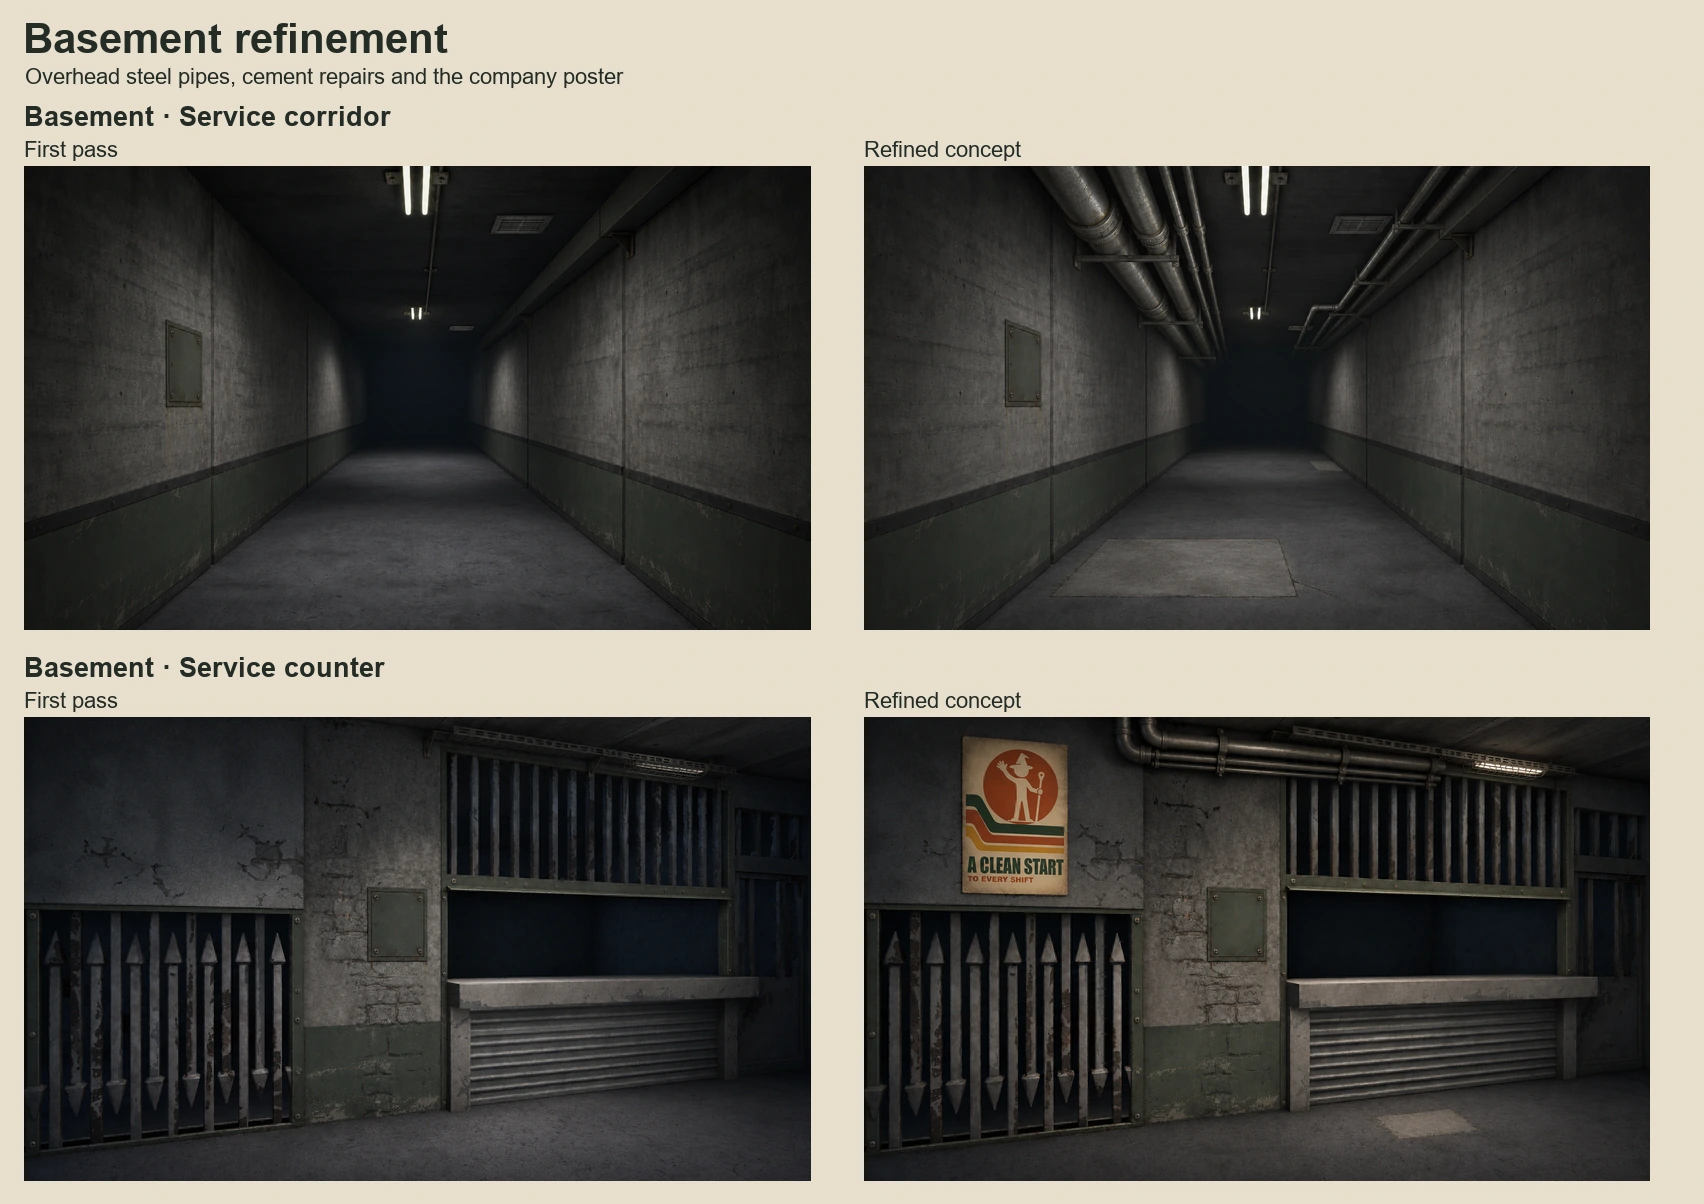 Basement refinement
Overhead steel pipes, cement repairs and the company poster
Basement · Service corridor
First pass
Refined concept
Basement · Service counter
First pass
Refined concept
A CLEAN START
TO EVERY SHIFT